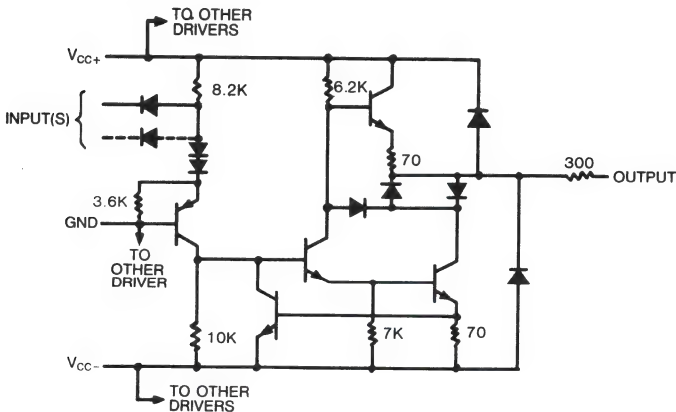 TO OTHER
DRIVERS
VCC+
8.2K
6.2K
INPUT(S)
70
300
OUTPUT
3.6K
GND
TO
OTHER
DRIVER
10K
7K
70
VCC-
TO OTHER
DRIVERS